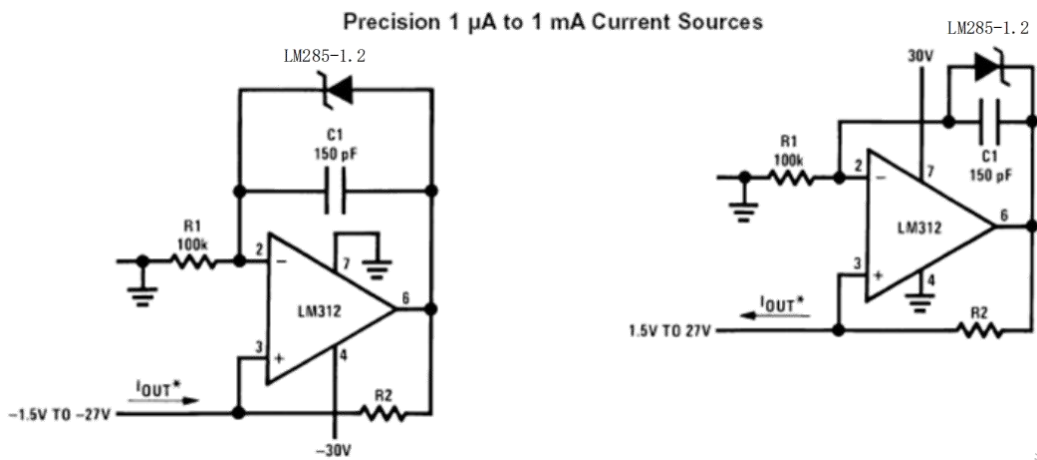 Precision 1 µA to 1 mA Current Sources
LM285-1.2
C1
150 pF
R1
100k
2
−
7
LM312
6
3
+
4
IOUT*
R2
−1.5V TO −27V
−30V
LM285-1.2
30V
R1
100k
C1
150 pF
2
−
7
LM312
6
3
+
4
IOUT*
R2
1.5V TO 27V